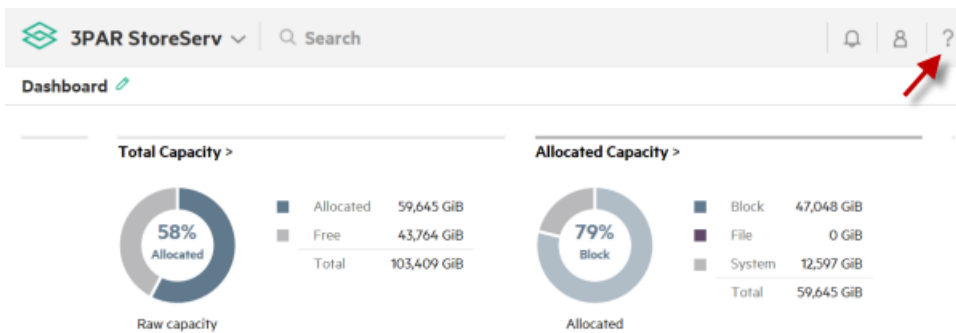 3PAR StoreServ Search ?
Dashboard
Total Capacity > Allocated Capacity >
58% Allocated
Allocated 59,645 GiB
Free 43,764 GiB
Total 103,409 GiB
Raw capacity
79% Block
Block 47,048 GiB
File 0 GiB
System 12,597 GiB
Total 59,645 GiB
Allocated